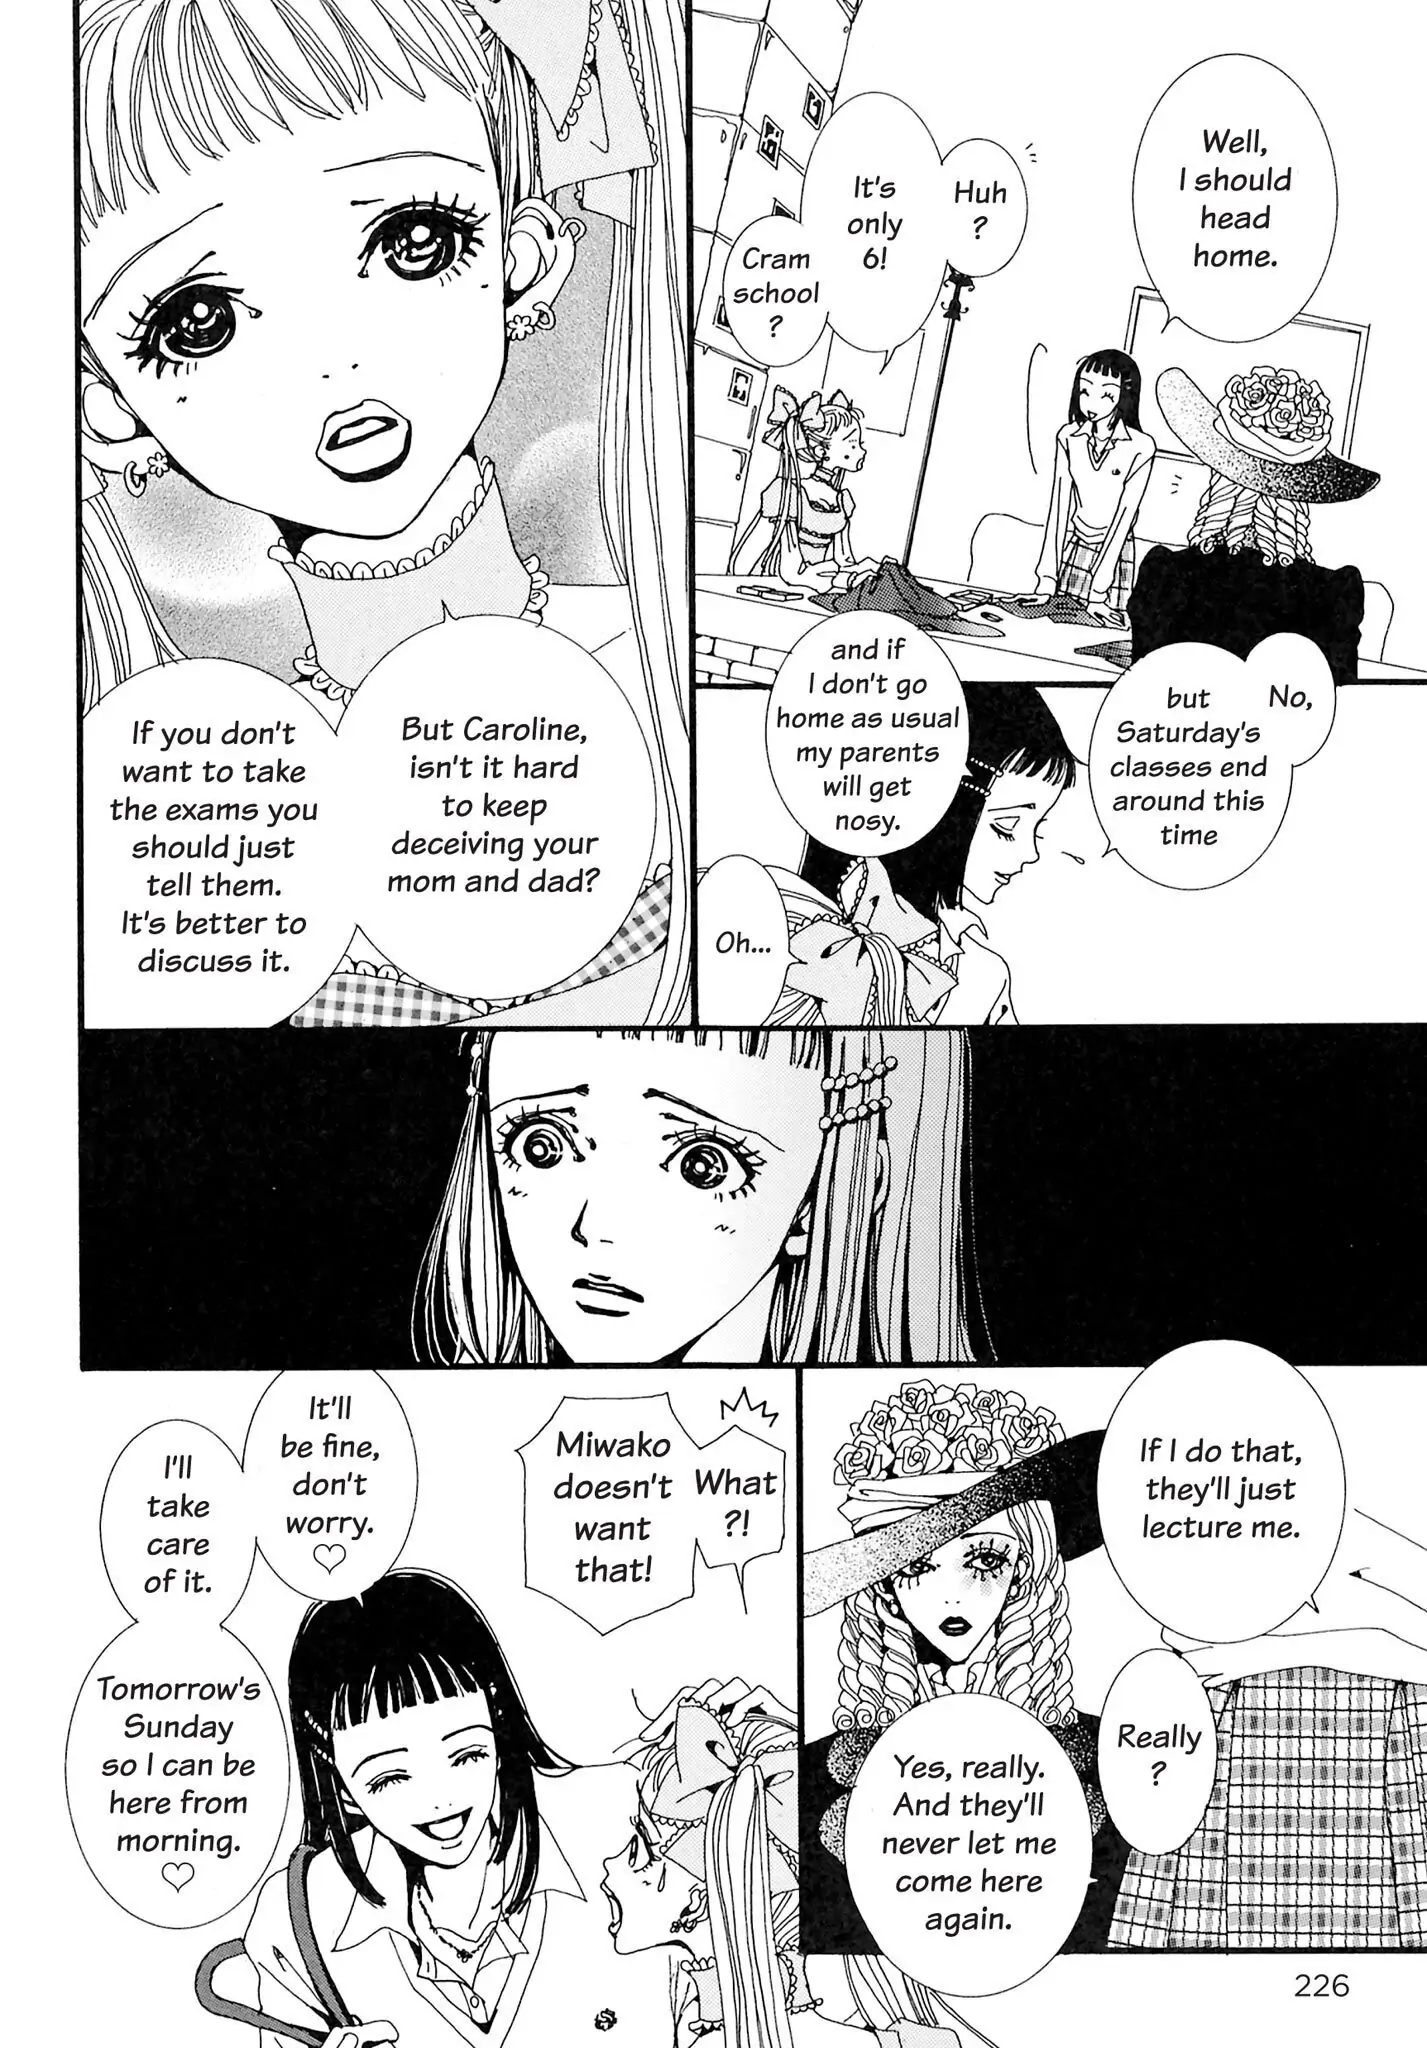 Well,
I should
head
home.
Huh
?
It's
only
6!
Cram
school
?
No,
but
Saturday's
classes end
around this
time
and if
I don't go
home as usual
my parents
will get
nosy.
Oh...
But Caroline,
isn't it hard
to keep
deceiving your
mom and dad?
If you don't
want to take
the exams you
should just
tell them.
It's better to
discuss it.
If I do that,
they'll just
lecture me.
Really
?
Yes, really.
And they'll
never let me
come here
again.
What
?!
Miwako
doesn't
want
that!
It'll
be fine,
don't
worry.
♡
I'll
take
care
of it.
Tomorrow's
Sunday
so I can be
here from
morning.
♡
226